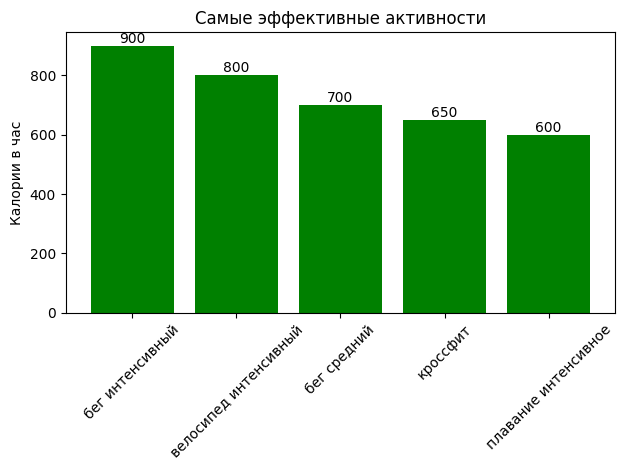 Самые эффективные активности
Калории в час
800
600
400
200
0
900
800
700
650
600
бег интенсивный
велосипед интенсивный
бег средний
кроссфит
плавание интенсивное